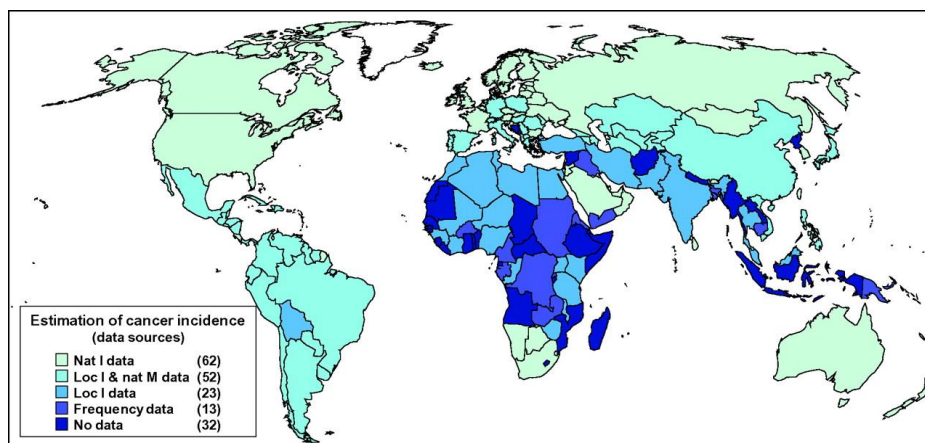 Estimation of cancer incidence
(data sources)
Nat I data (62)
Loc I & nat M data (52)
Loc I data (23)
Frequency data (13)
No data (32)